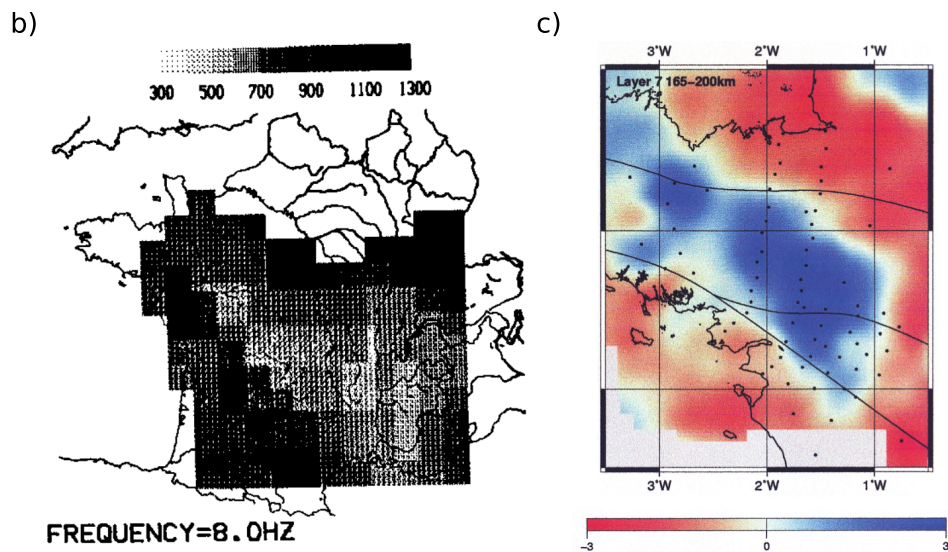 b)
300 500 700 900 1100 1300
FREQUENCY=8.0HZ
c)
3˚W 2˚W 1˚W
Layer 7 165−200km
3˚W 2˚W 1˚W
−3 0 3